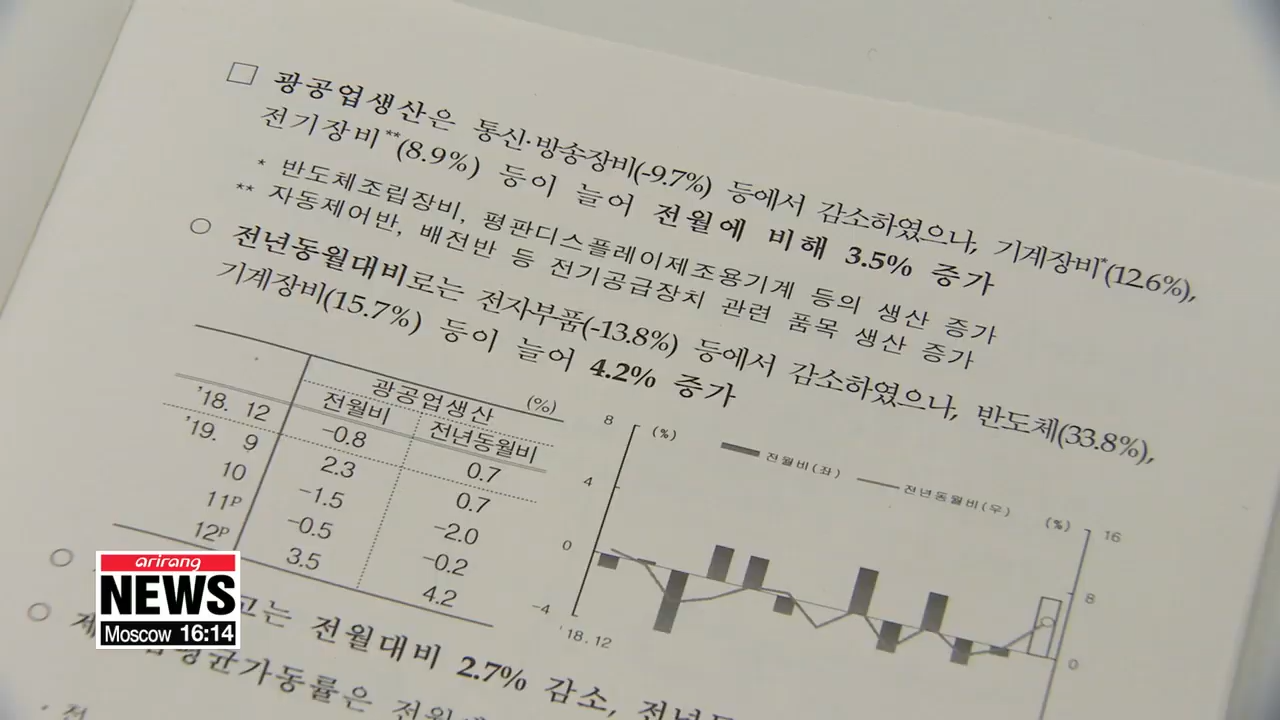 □ 광공업생산은 통신·방송장비(-9.7%) 등에서 감소하였으나, 기계장비*(12.6%),
전기장비**(8.9%) 등이 늘어 전월에 비해 3.5% 증가
* 반도체조립장비, 평판디스플레이제조용기계 등의 생산 증가
** 자동제어반, 배전반 등 전기공급장치 관련 품목 생산 증가
○ 전년동월대비로는 전자부품(-13.8%) 등에서 감소하였으나, 반도체(33.8%),
기계장비(15.7%) 등이 늘어 4.2% 증가
광공업생산 (%)
전월비 전년동월비
'18. 12 -0.8 0.7
'19. 9 2.3 0.7
10 -1.5 -2.0
11p -0.5 -0.2
12p 3.5 4.2
(%)
전월비(좌) 전년동월비(우)
(%)
8
4
0
-4
16
8
0
'18.12
고는 전월대비 2.7% 감소,
평균가동률은
arirang
NEWS
Moscow 16:14